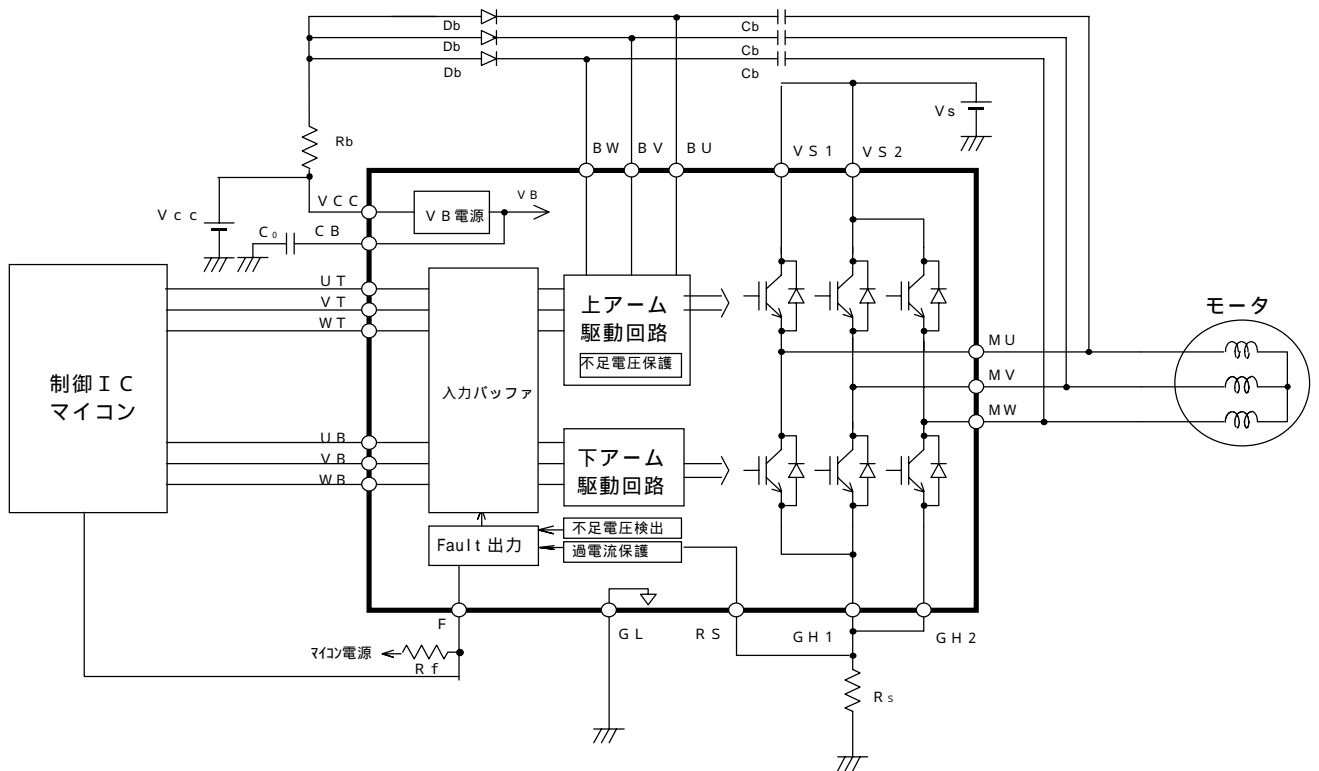 Db
Cb
Db
Cb
Db
Cb
Vs
Rb
BW
BV
BU
VS1
VS2
VCC
VB電源
VB
Vcc
C₀
CB
UT
VT
WT
上アーム
駆動回路
不足電圧保護
モータ
MU
MV
MW
制御IC
マイコン
入力バッファ
UB
VB
WB
下アーム
駆動回路
不足電圧検出
Fault 出力
過電流保護
F
GL
RS
GH1
GH2
マイコン電源
Rf
Rs